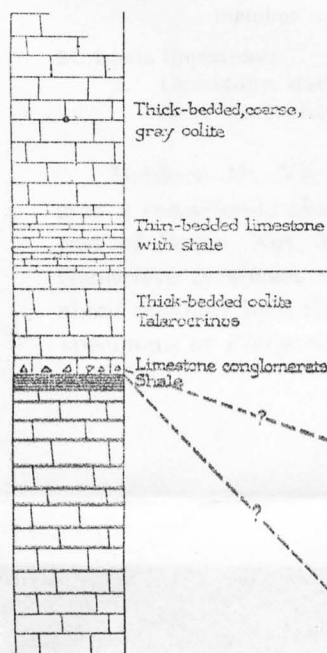 Thick-bedded, coarse,
gray oolite
Thin-bedded limestone
with shale
Thick-bedded oolite
Talarocrinus
Limestone conglomerate
Shale
?
?